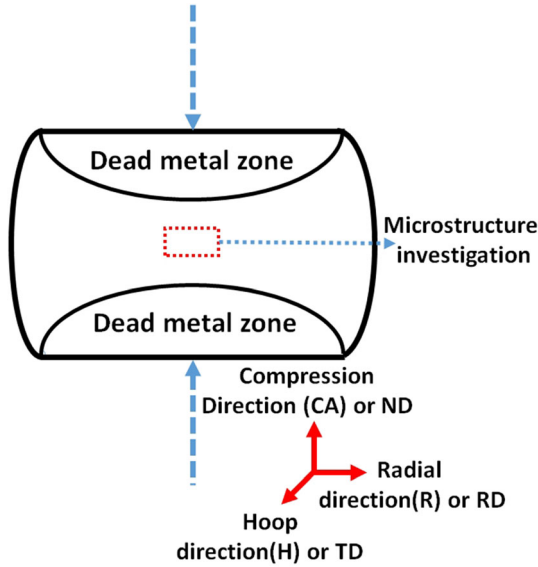 Dead metal zone
Microstructure
investigation
Dead metal zone
Compression
Direction (CA) or ND
Radial
direction(R) or RD
Hoop
direction(H) or TD